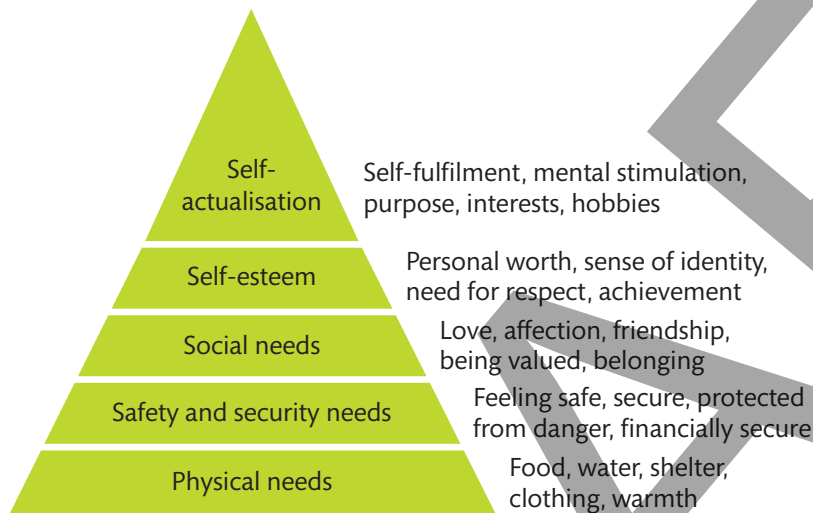 Self-
actualisation
Self-fulfilment, mental stimulation,
purpose, interests, hobbies
Self-esteem
Personal worth, sense of identity,
need for respect, achievement
Social needs
Love, affection, friendship,
being valued, belonging
Safety and security needs
Feeling safe, secure, protected
from danger, financially secure
Physical needs
Food, water, shelter,
clothing, warmth